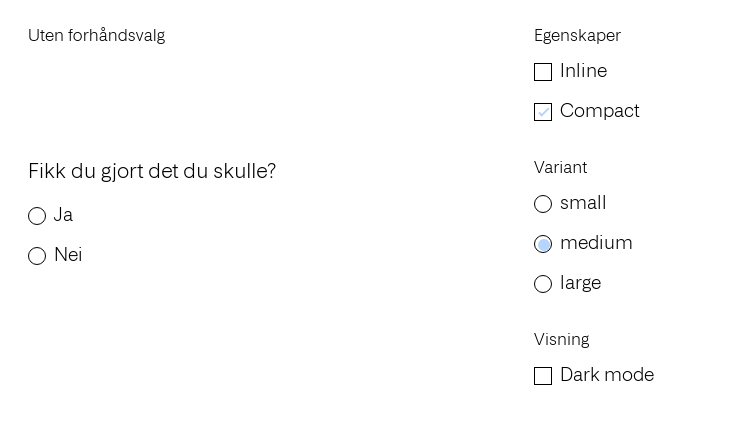 Uten forhåndsvalg
Fikk du gjort det du skulle?
Ja
Nei
Egenskaper
Inline
Compact
Variant
small
medium
large
Visning
Dark mode